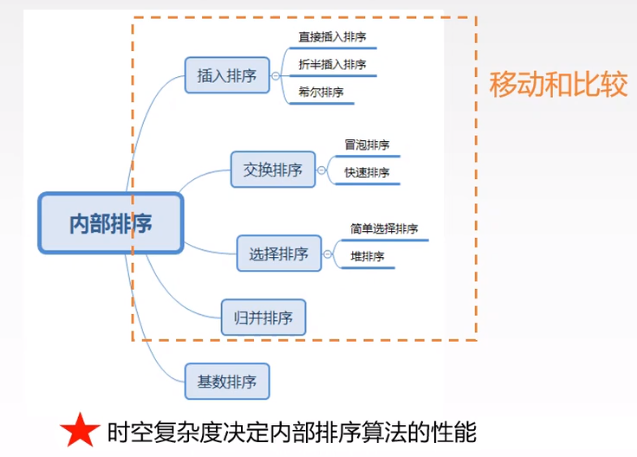 直接插入排序
插入排序
折半插入排序
希尔排序
移动和比较
冒泡排序
交换排序
快速排序
内部排序
简单选择排序
选择排序
堆排序
归并排序
基数排序
时空复杂度决定内部排序算法的性能